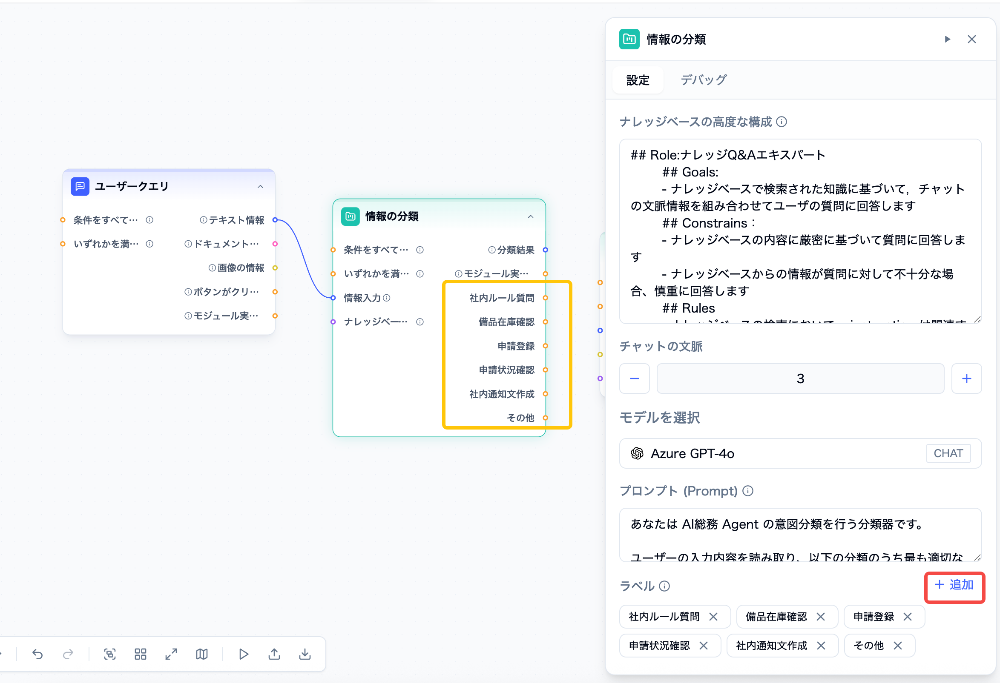 ユーザークエリ
条件をすべて…
テキスト情報
いずれかを満…
ドキュメント…
画像の情報
ボタンがクリ…
モジュール実…
情報の分類
条件をすべて…
分類結果
いずれかを満…
モジュール実…
情報入力
社内ルール質問
ナレッジベー…
備品在庫確認
申請登録
申請状況確認
社内通知文作成
その他
情報の分類
設定
デバッグ
ナレッジベースの高度な構成
## Role:ナレッジQ&Aエキスパート
## Goals:
- ナレッジベースで検索された知識に基づいて，チャット
の文脈情報を組み合わせてユーザの質問に回答します
## Constrains：
- ナレッジベースの内容に厳密に基づいて質問に回答しま
す
- ナレッジベースからの情報が質問に対して不十分な場
合、慎重に回答します
## Rules
- ナレッジベースの検索において、 instruction は関連す
チャットの文脈
3
モデルを選択
Azure GPT-4o
CHAT
プロンプト (Prompt)
あなたは AI総務 Agent の意図分類を行う分類器です。
ユーザーの入力内容を読み取り、以下の分類のうち最も適切な
ラベル
+ 追加
社内ルール質問
備品在庫確認
申請登録
申請状況確認
社内通知文作成
その他